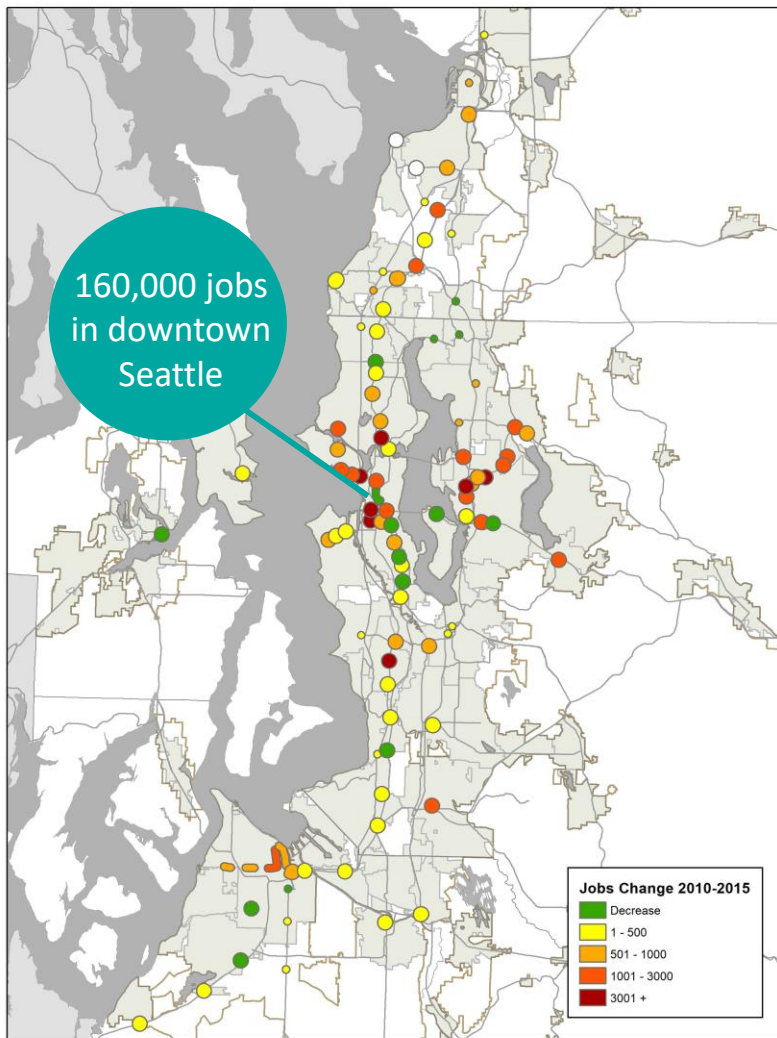 160,000 jobs
in downtown
Seattle
Jobs Change 2010-2015
Decrease
1 - 500
501 - 1000
1001 - 3000
3001 +